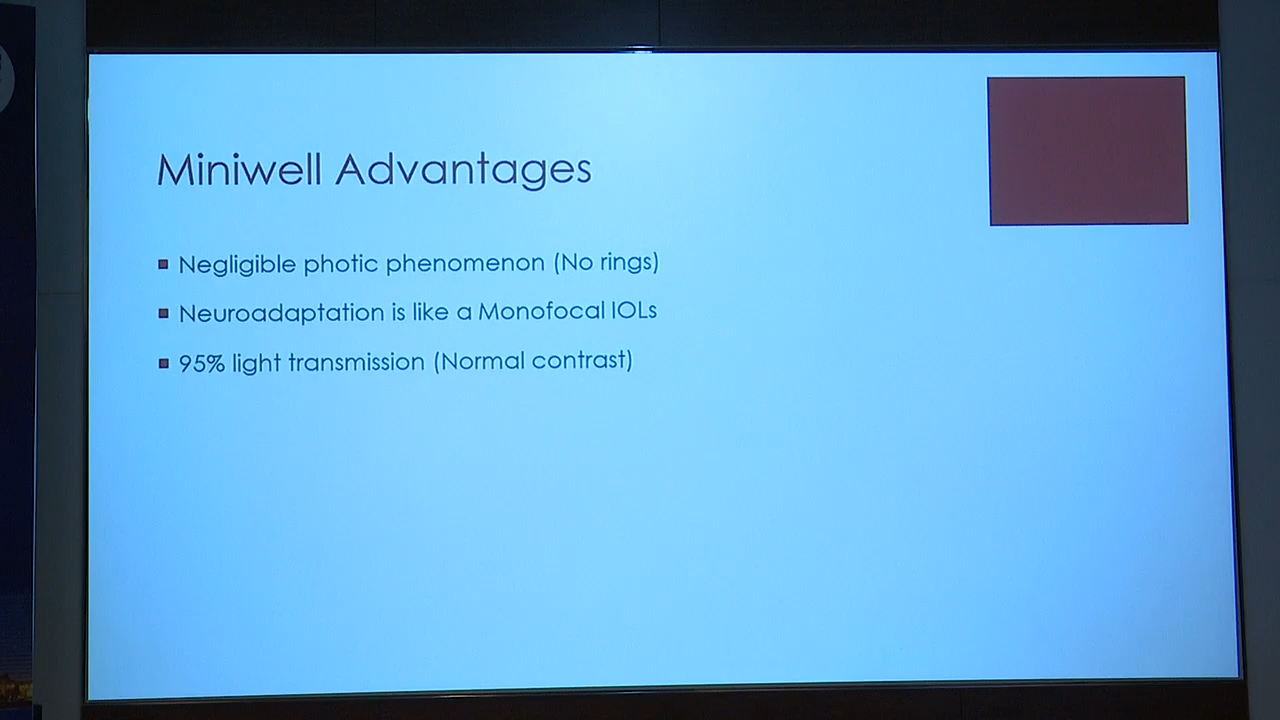 Miniwell Advantages
Negligible photic phenomenon (No rings)
Neuroadaptation is like a Monofocal IOLs
95% light transmission (Normal contrast)